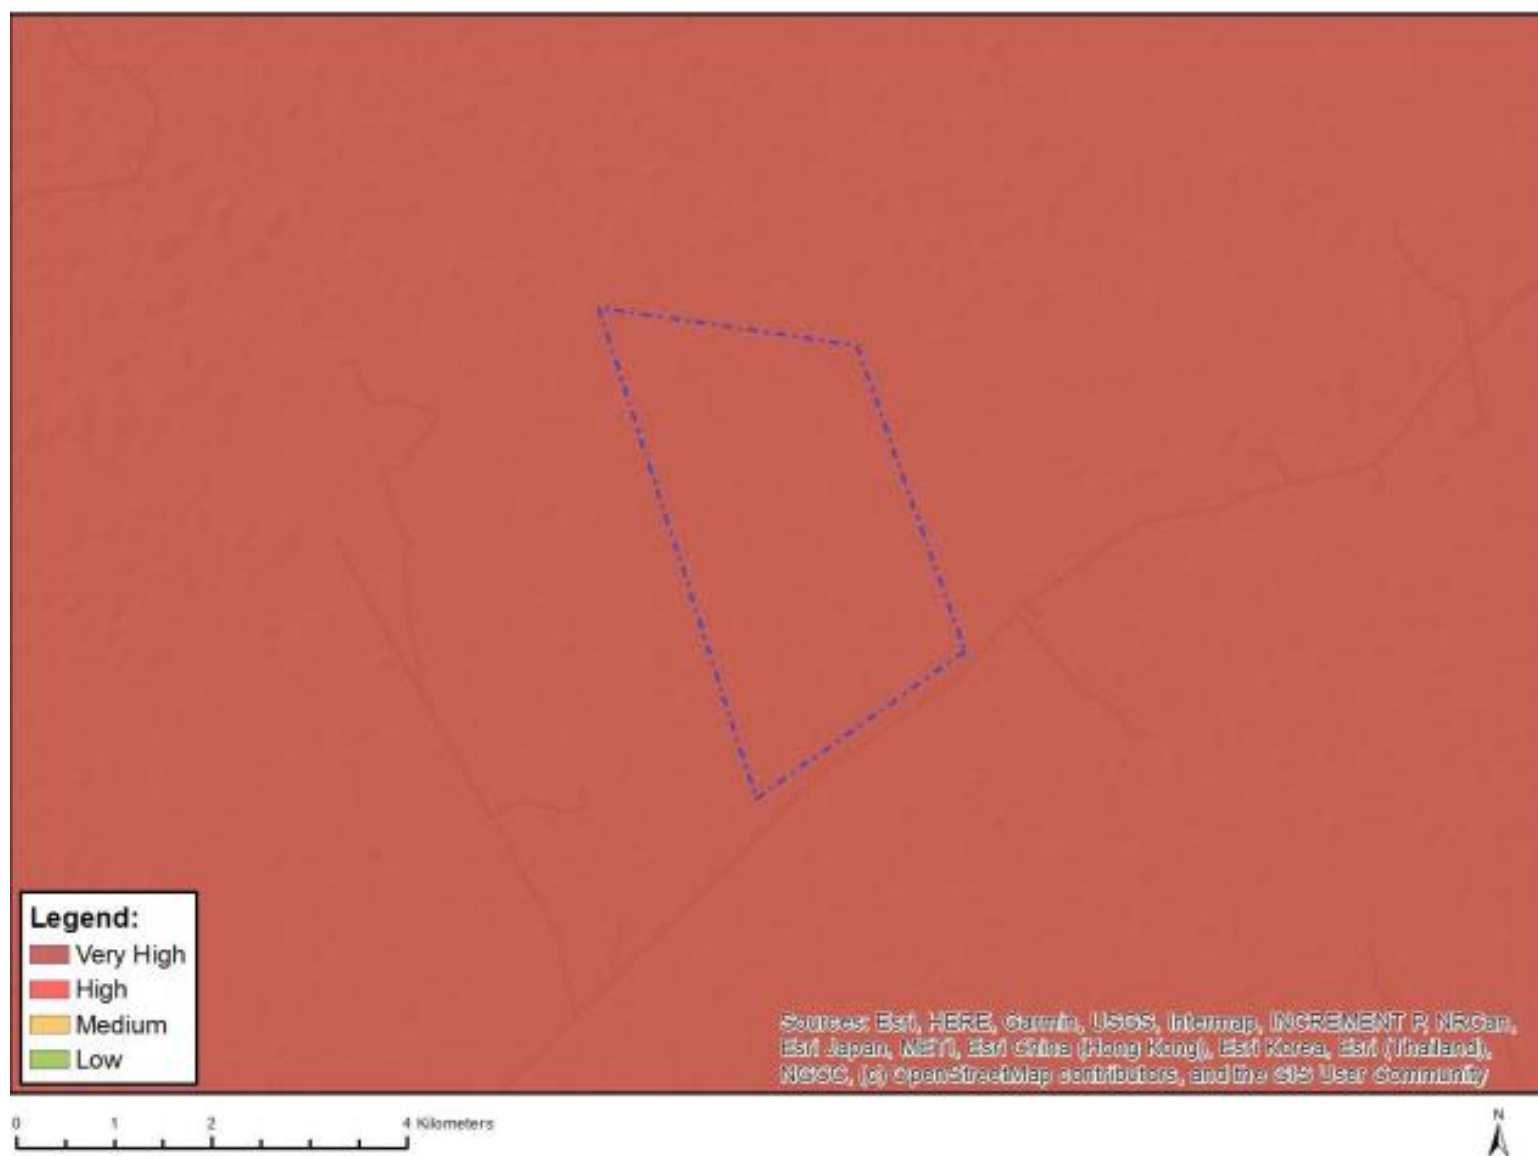 Legend:
Very High
High
Medium
Low
Sources: Esri, HERE, Garmin, USGS, Intermap, INCREMENT P, NRCan,
Esri Japan, METI, Esri China (Hong Kong), Esri Korea, Esri (Thailand),
NGCC, (c) OpenStreetMap contributors, and the GIS User Community
0 1 2 4 Kilometers
N